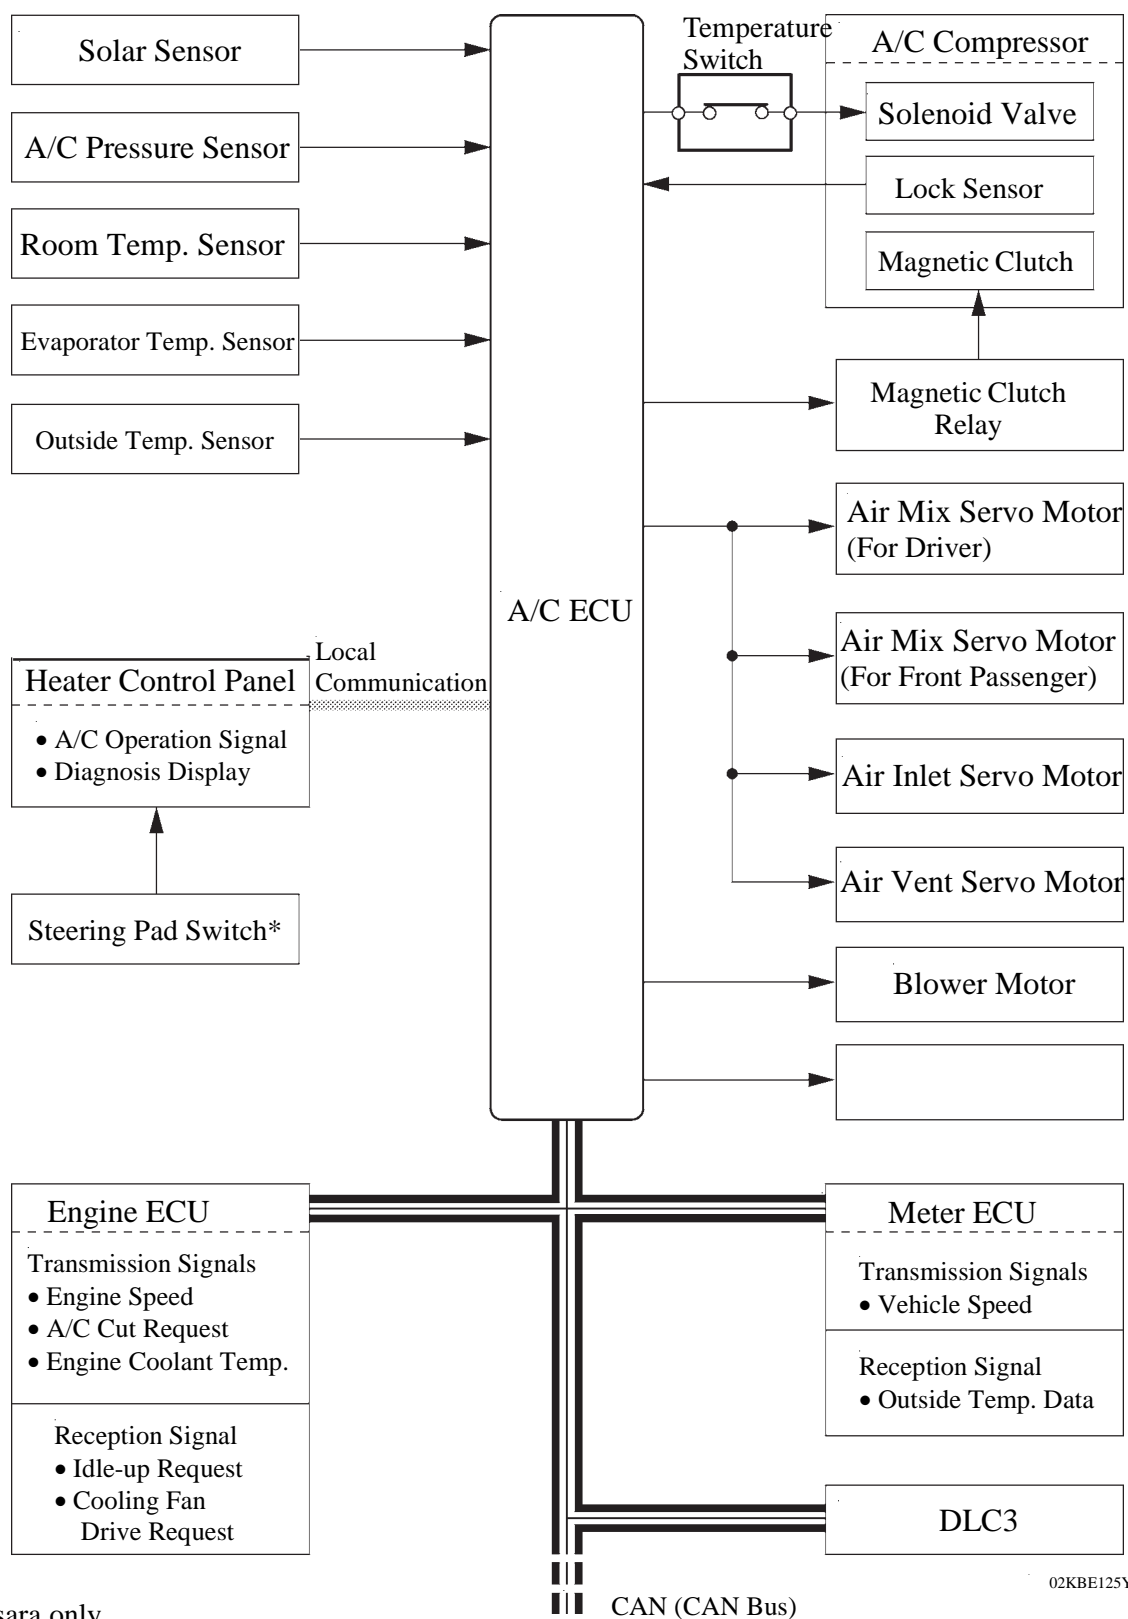 Solar Sensor
A/C Pressure Sensor
Room Temp. Sensor
Evaporator Temp. Sensor
Outside Temp. Sensor
Heater Control Panel
• A/C Operation Signal
• Diagnosis Display
Local
Communication
Steering Pad Switch*
A/C ECU
Temperature
Switch
A/C Compressor
Solenoid Valve
Lock Sensor
Magnetic Clutch
Magnetic Clutch
Relay
Air Mix Servo Motor
(For Driver)
Air Mix Servo Motor
(For Front Passenger)
Air Inlet Servo Motor
Air Vent Servo Motor
Blower Motor
Engine ECU
Transmission Signals
• Engine Speed
• A/C Cut Request
• Engine Coolant Temp.
Reception Signal
• Idle-up Request
• Cooling Fan
Drive Request
Meter ECU
Transmission Signals
• Vehicle Speed
Reception Signal
• Outside Temp. Data
DLC3
02KBE125Y
CAN (CAN Bus)
only